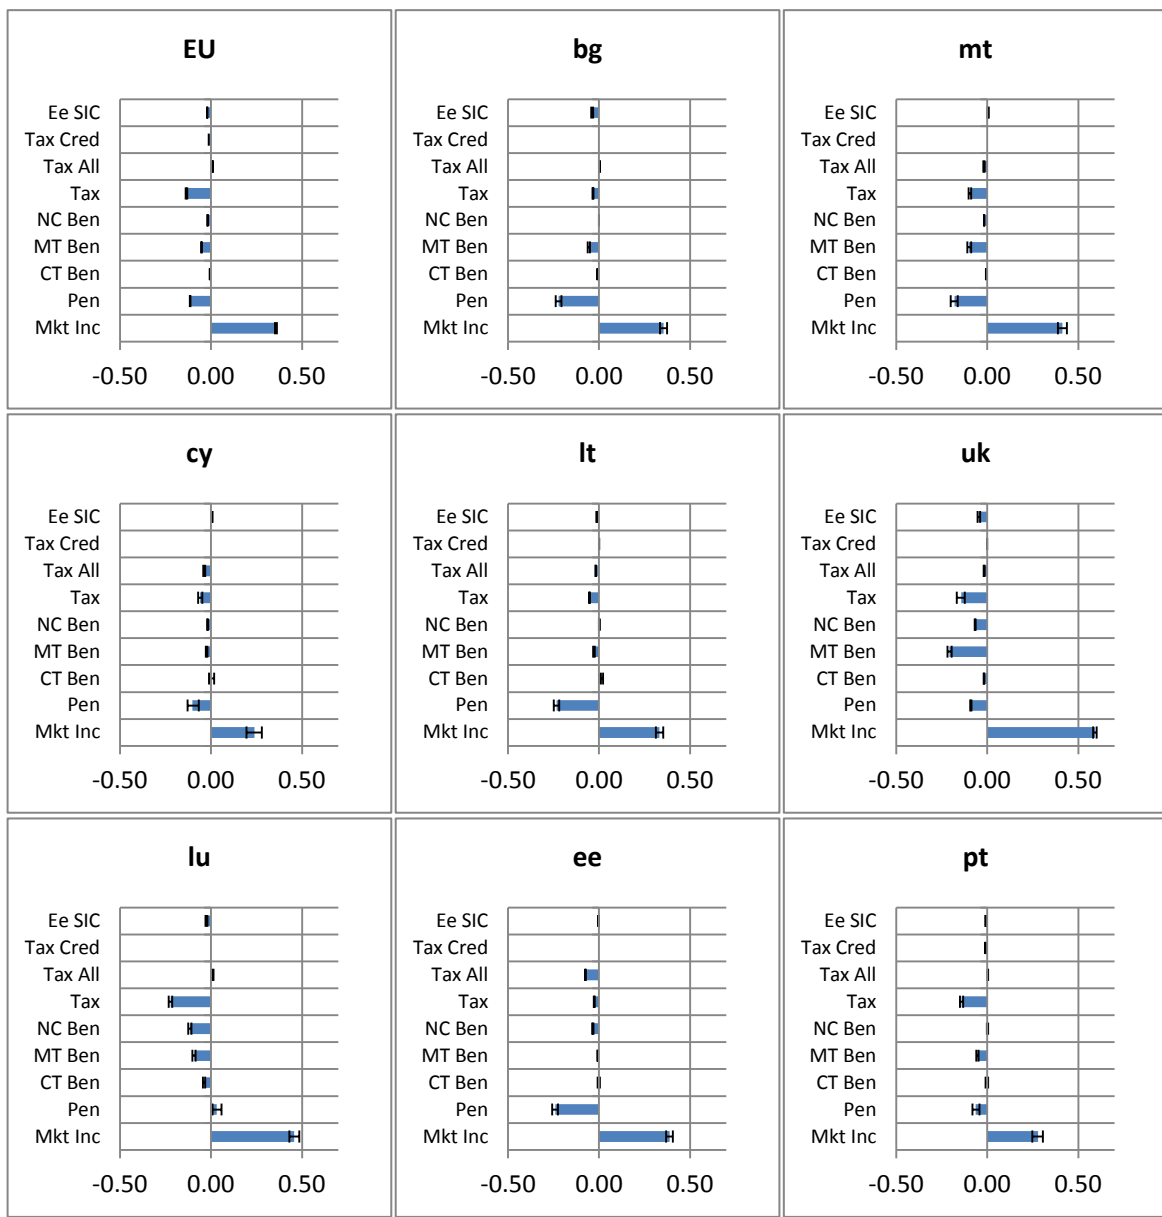 EU
Ee SIC
Tax Cred
Tax All
Tax
NC Ben
MT Ben
CT Ben
Pen
Mkt Inc
-0.50 0.00 0.50
bg
Ee SIC
Tax Cred
Tax All
Tax
NC Ben
MT Ben
CT Ben
Pen
Mkt Inc
-0.50 0.00 0.50
mt
Ee SIC
Tax Cred
Tax All
Tax
NC Ben
MT Ben
CT Ben
Pen
Mkt Inc
-0.50 0.00 0.50
cy
Ee SIC
Tax Cred
Tax All
Tax
NC Ben
MT Ben
CT Ben
Pen
Mkt Inc
-0.50 0.00 0.50
lt
Ee SIC
Tax Cred
Tax All
Tax
NC Ben
MT Ben
CT Ben
Pen
Mkt Inc
-0.50 0.00 0.50
uk
Ee SIC
Tax Cred
Tax All
Tax
NC Ben
MT Ben
CT Ben
Pen
Mkt Inc
-0.50 0.00 0.50
lu
Ee SIC
Tax Cred
Tax All
Tax
NC Ben
MT Ben
CT Ben
Pen
Mkt Inc
-0.50 0.00 0.50
ee
Ee SIC
Tax Cred
Tax All
Tax
NC Ben
MT Ben
CT Ben
Pen
Mkt Inc
-0.50 0.00 0.50
pt
Ee SIC
Tax Cred
Tax All
Tax
NC Ben
MT Ben
CT Ben
Pen
Mkt Inc
-0.50 0.00 0.50